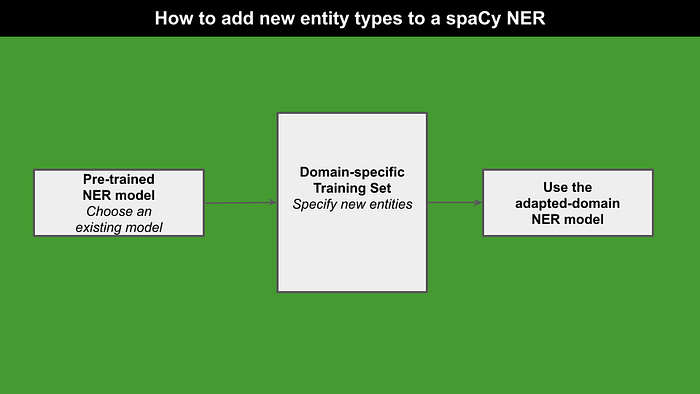 How to add new entity types to a spaCy NER
Pre-trained
NER model
Choose an
existing model
Domain-specific
Training Set
Specify new entities
Use the
adapted-domain
NER model